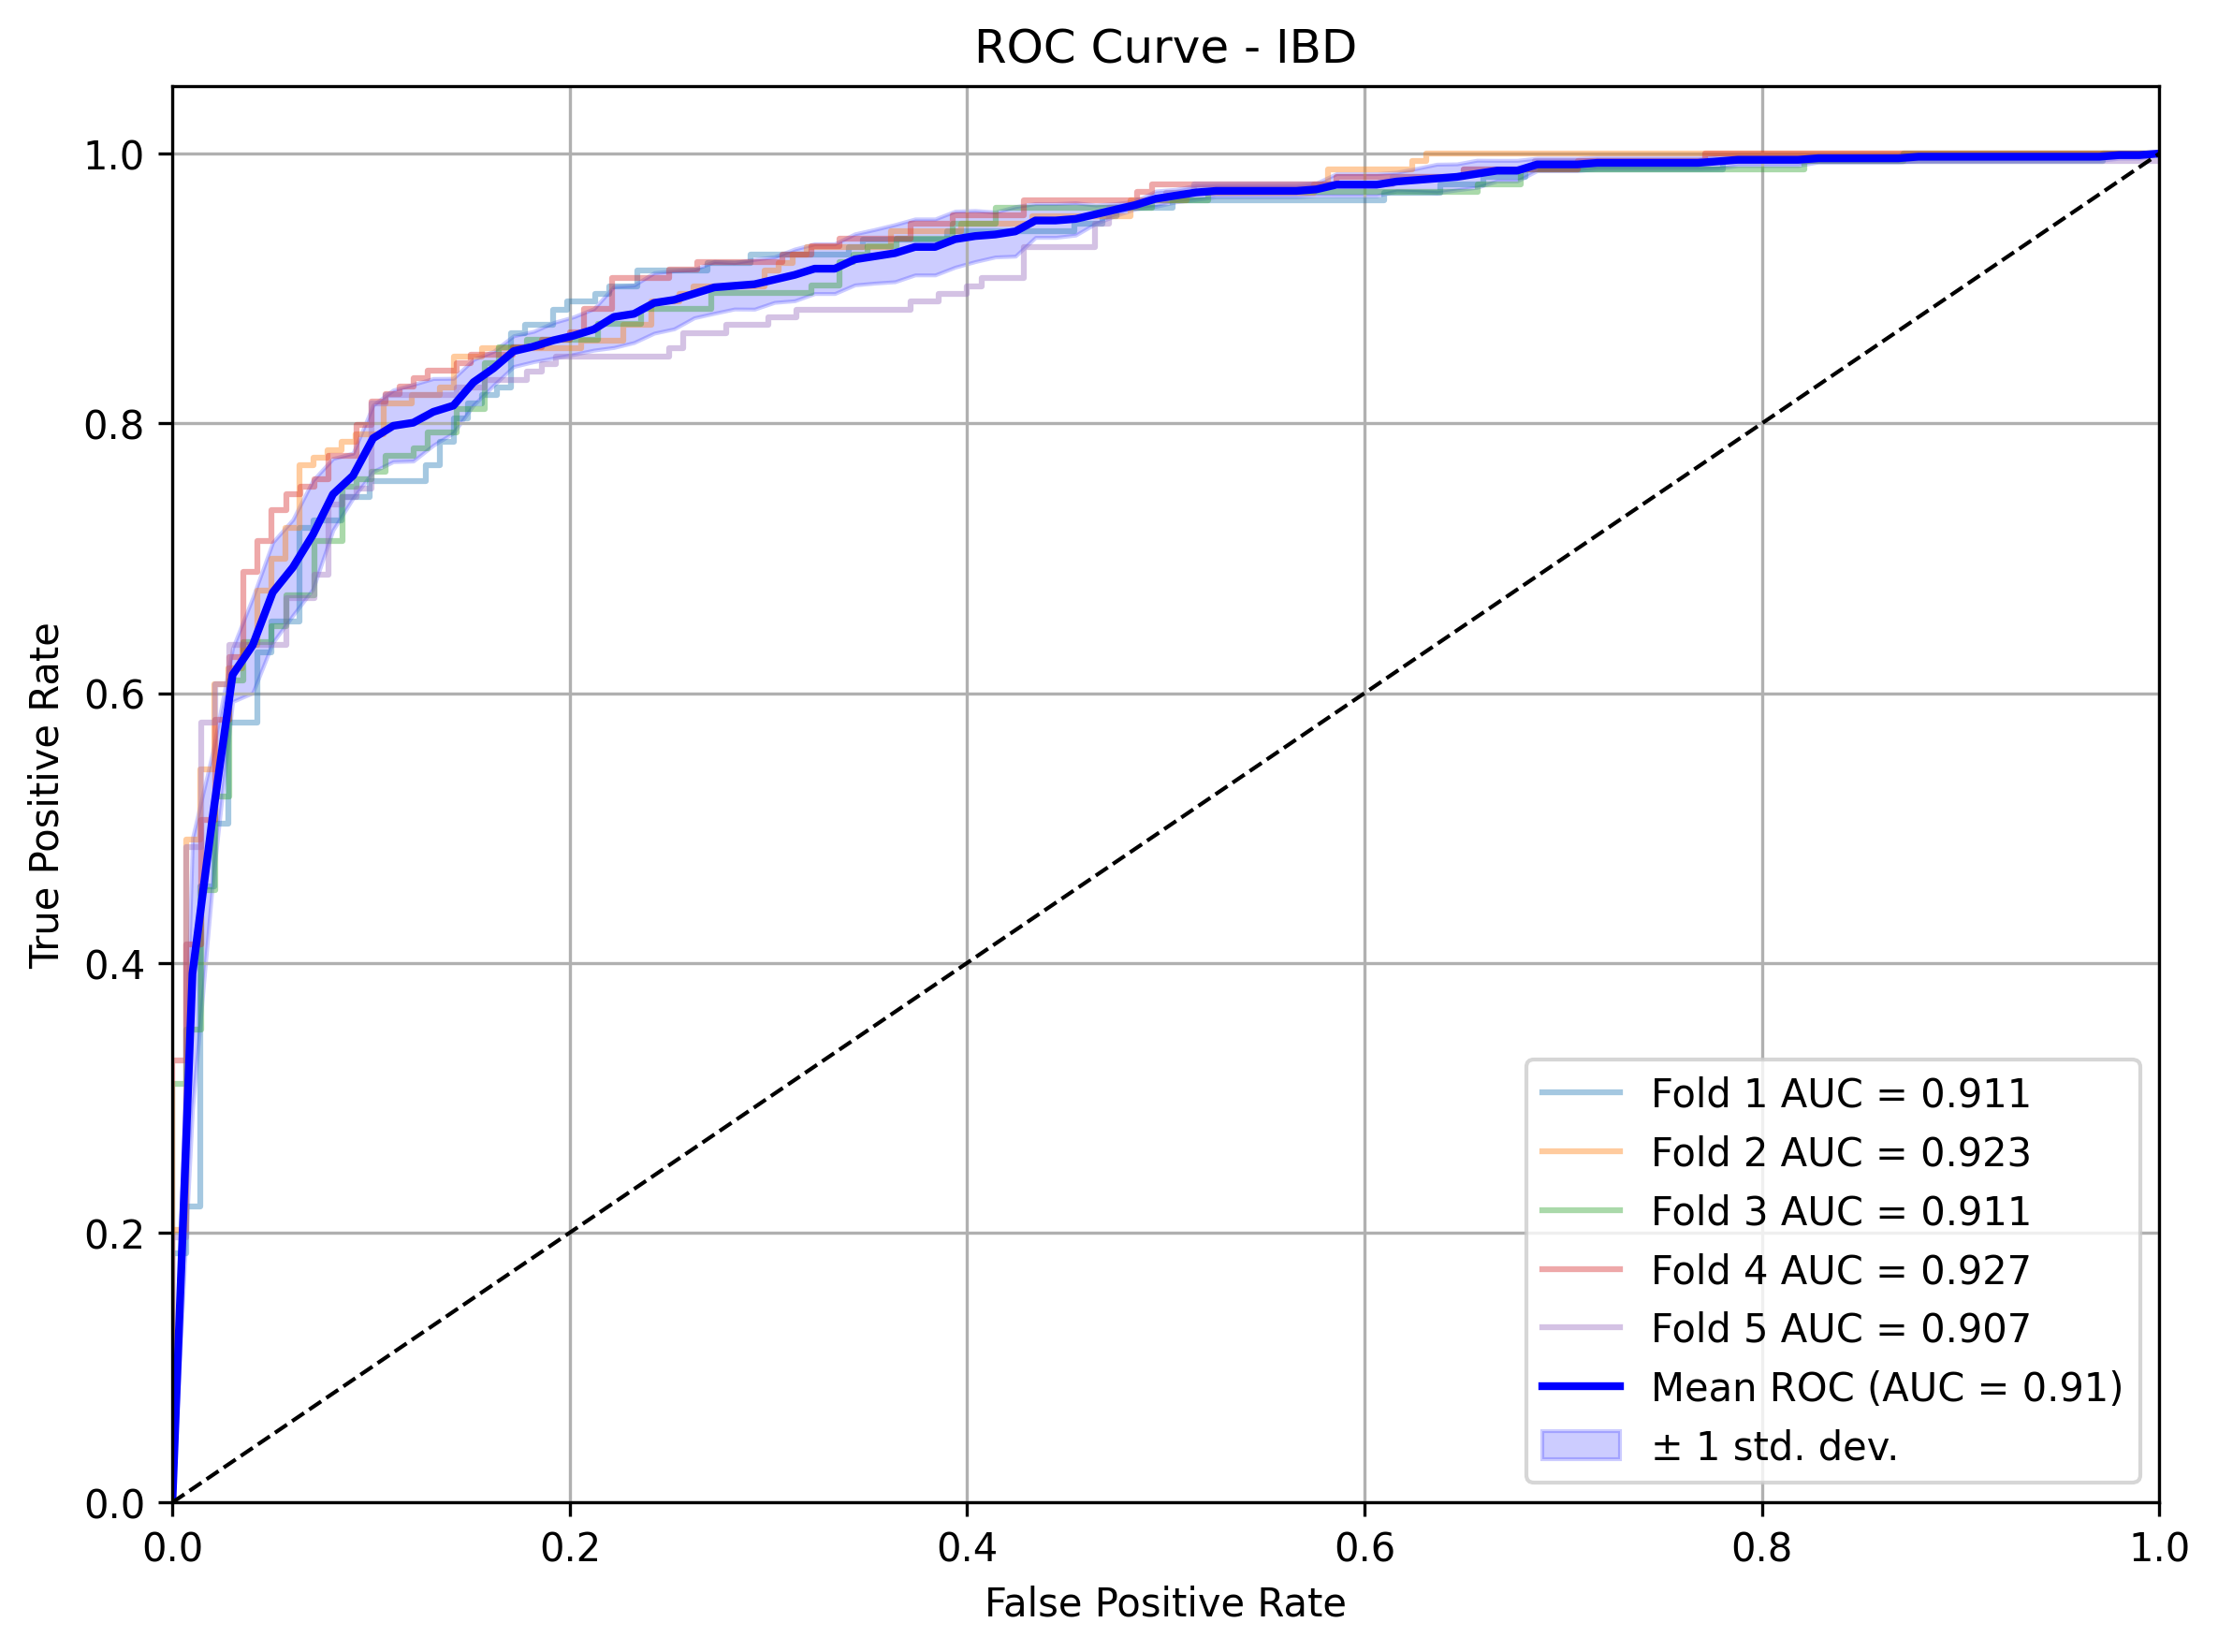 ROC Curve - IBD
True Positive Rate
1.0
0.8
0.6
0.4
0.2
0.0
0.0 0.2 0.4 0.6 0.8 1.0
False Positive Rate
Fold 1 AUC = 0.911
Fold 2 AUC = 0.923
Fold 3 AUC = 0.911
Fold 4 AUC = 0.927
Fold 5 AUC = 0.907
Mean ROC (AUC = 0.91)
± 1 std. dev.